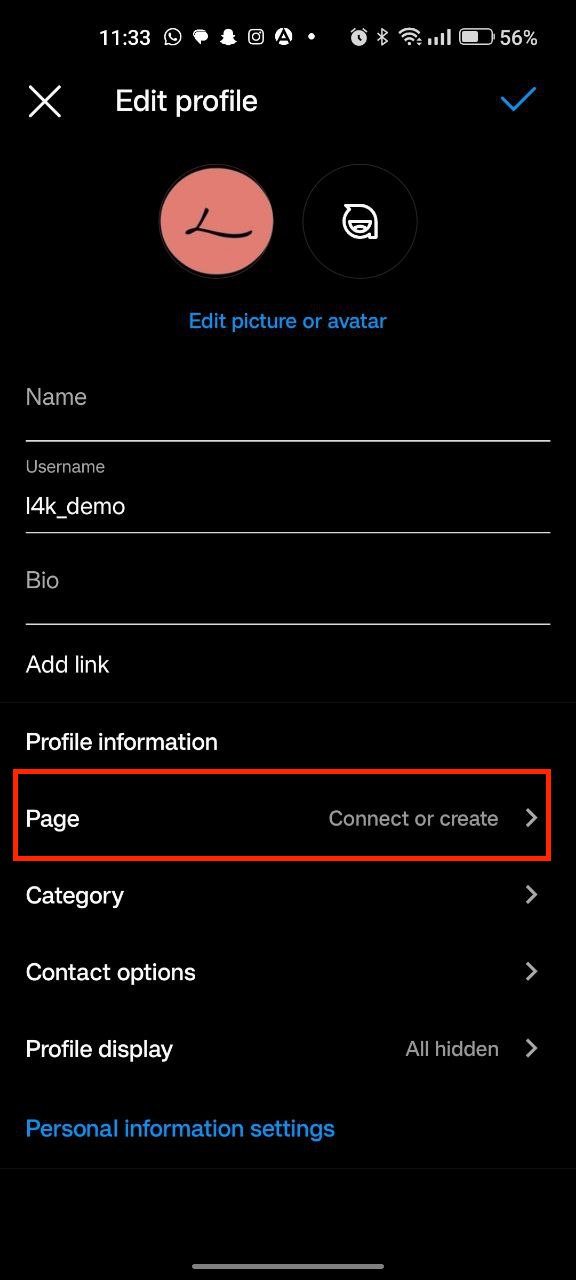 11:33 56%
Edit profile
Edit picture or avatar
Name
Username
l4k_demo
Bio
Add link
Profile information
Page Connect or create
Category
Contact options
Profile display All hidden
Personal information settings